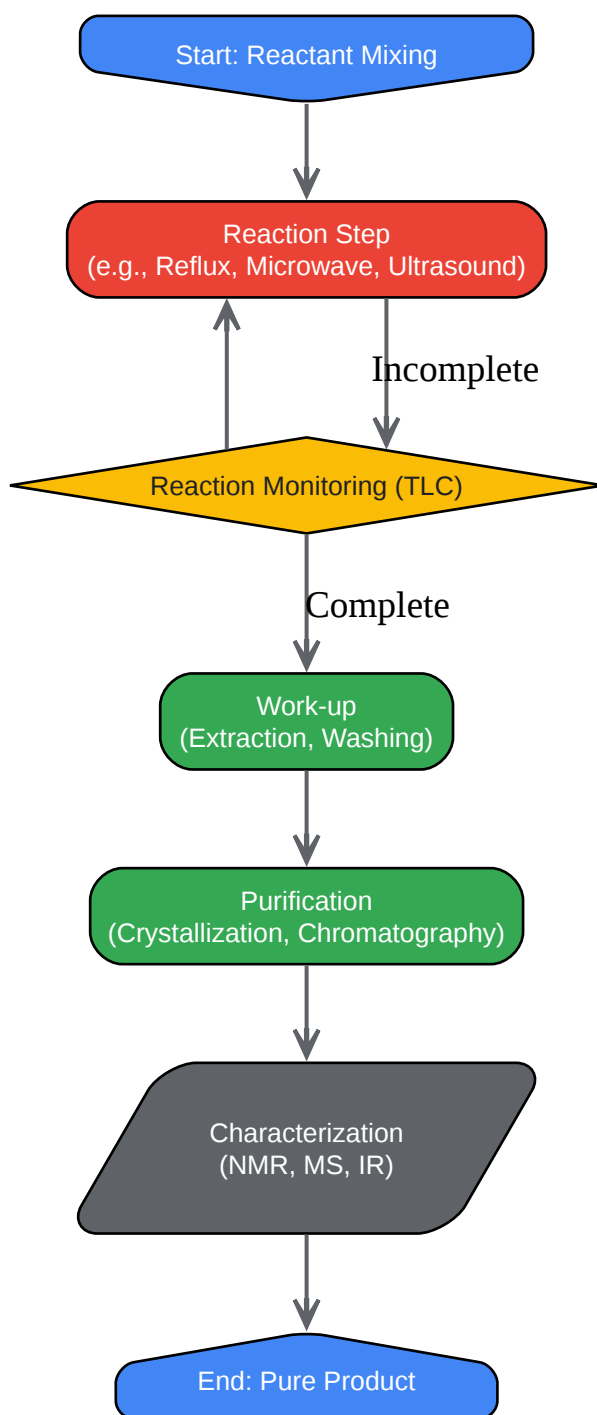 Start: Reactant Mixing
Reaction Step
(e.g., Reflux, Microwave, Ultrasound)
Incomplete
Reaction Monitoring (TLC)
Complete
Work-up
(Extraction, Washing)
Purification
(Crystallization, Chromatography)
Characterization
(NMR, MS, IR)
End: Pure Product